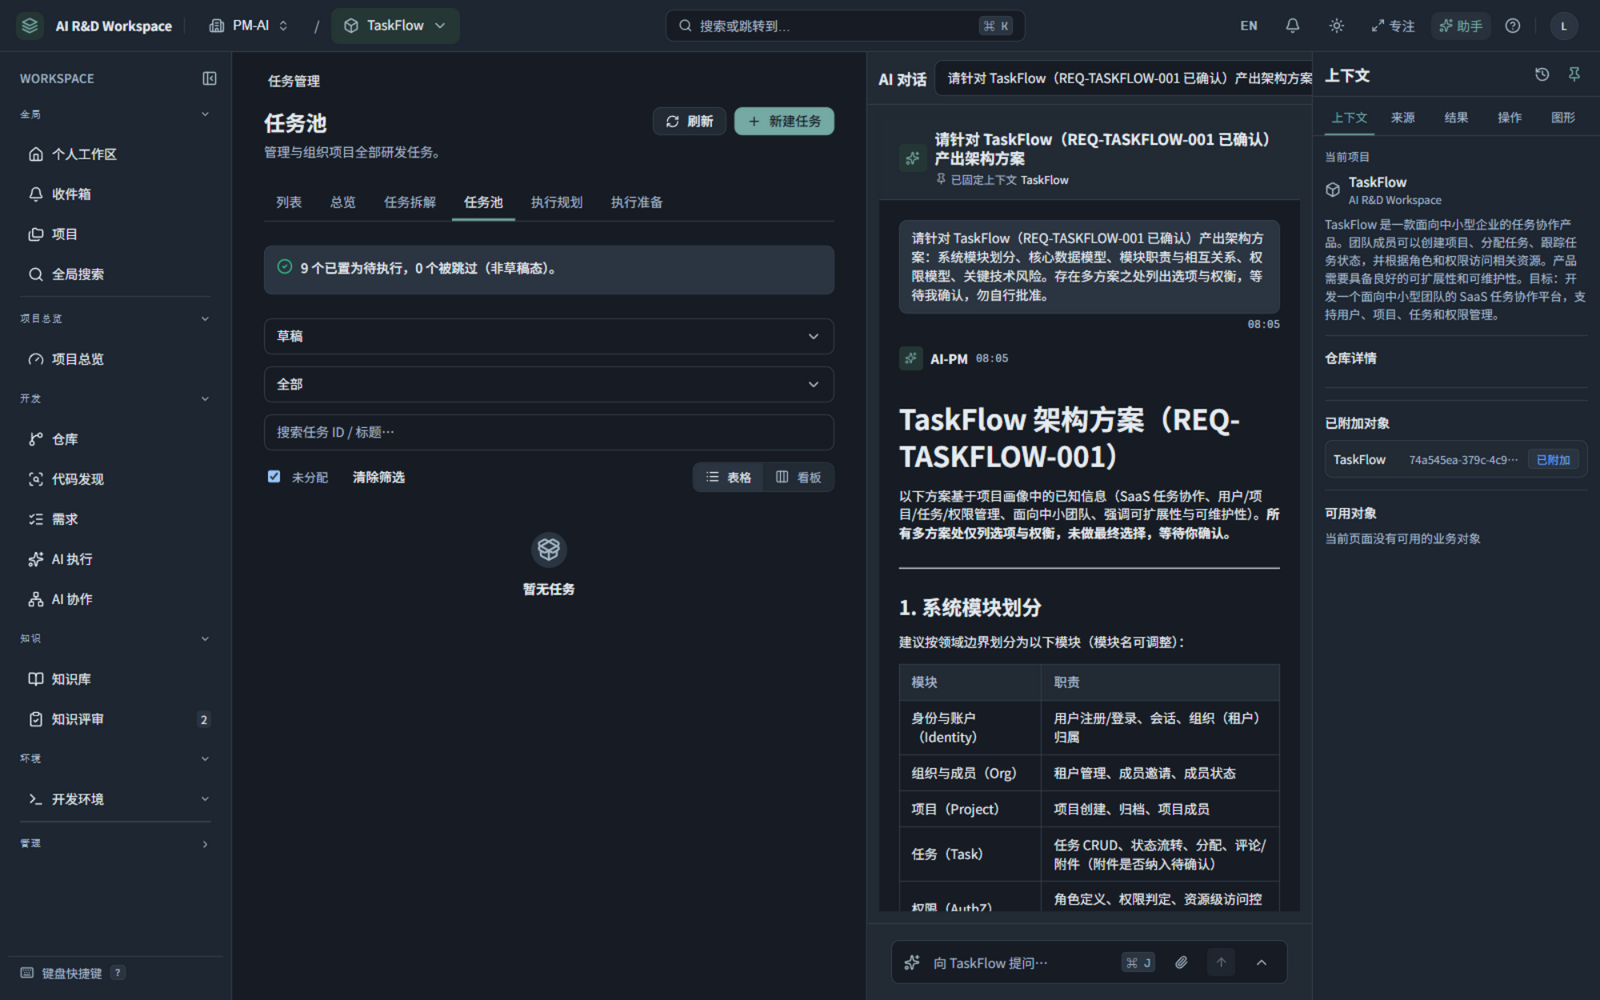 AI R&D Workspace
PM-AI
/
TaskFlow
搜索或跳转到...
⌘ K
EN
专注
助手
L
WORKSPACE
全局
个人工作区
收件箱
项目
全局搜索
项目总览
项目总览
开发
仓库
代码发现
需求
AI 执行
AI 协作
知识
知识库
知识评审
2
环境
开发环境
管理
键盘快捷键
?
任务管理
任务池
管理与组织项目全部研发任务。
刷新
新建任务
列表
总览
任务拆解
任务池
执行规划
执行准备
9 个已置为待执行，0 个被跳过（非草稿态）。
草稿
全部
搜索任务 ID / 标题…
未分配
清除筛选
表格
看板
暂无任务
AI 对话
请针对 TaskFlow（REQ-TASKFLOW-001 已确认）产出架构方案
请针对 TaskFlow（REQ-TASKFLOW-001 已确认）
产出架构方案
已固定上下文 TaskFlow
请针对 TaskFlow（REQ-TASKFLOW-001 已确认）产出架构方
案：系统模块划分、核心数据模型、模块职责与相互关系、权
限模型、关键技术风险。存在多方案之处列出选项与权衡，等
待我确认，勿自行批准。
08:05
AI-PM 08:05
TaskFlow 架构方案（REQ-
TASKFLOW-001）
以下方案基于项目画像中的已知信息（SaaS 任务协作、用户/项
目/任务/权限管理、面向中小团队、强调可扩展性与可维护性）。所
有多方案处仅列选项与权衡，未做最终选择，等待你确认。
1. 系统模块划分
建议按领域边界划分为以下模块（模块名可调整）：
模块
职责
身份与账户
（Identity）
用户注册/登录、会话、组织（租户）
归属
组织与成员（Org）
租户管理、成员邀请、成员状态
项目（Project）
项目创建、归档、项目成员
任务（Task）
任务 CRUD、状态流转、分配、评论/
附件（附件是否纳入待确认）
权限（AuthZ）
角色定义、权限判定、资源级访问控
向 TaskFlow 提问…
⌘ J
上下文
上下文
来源
结果
操作
图形
当前项目
TaskFlow
AI R&D Workspace
TaskFlow 是一款面向中小型企业的任务协作产
品。团队成员可以创建项目、分配任务、跟踪任
务状态，并根据角色和权限访问相关资源。产品
需要具备良好的可扩展性和可维护性。目标：开
发一个面向中小型团队的 SaaS 任务协作平台，支
持用户、项目、任务和权限管理。
仓库详情
已附加对象
TaskFlow
74a545ea-379c-4c9…
已附加
可用对象
当前页面没有可用的业务对象